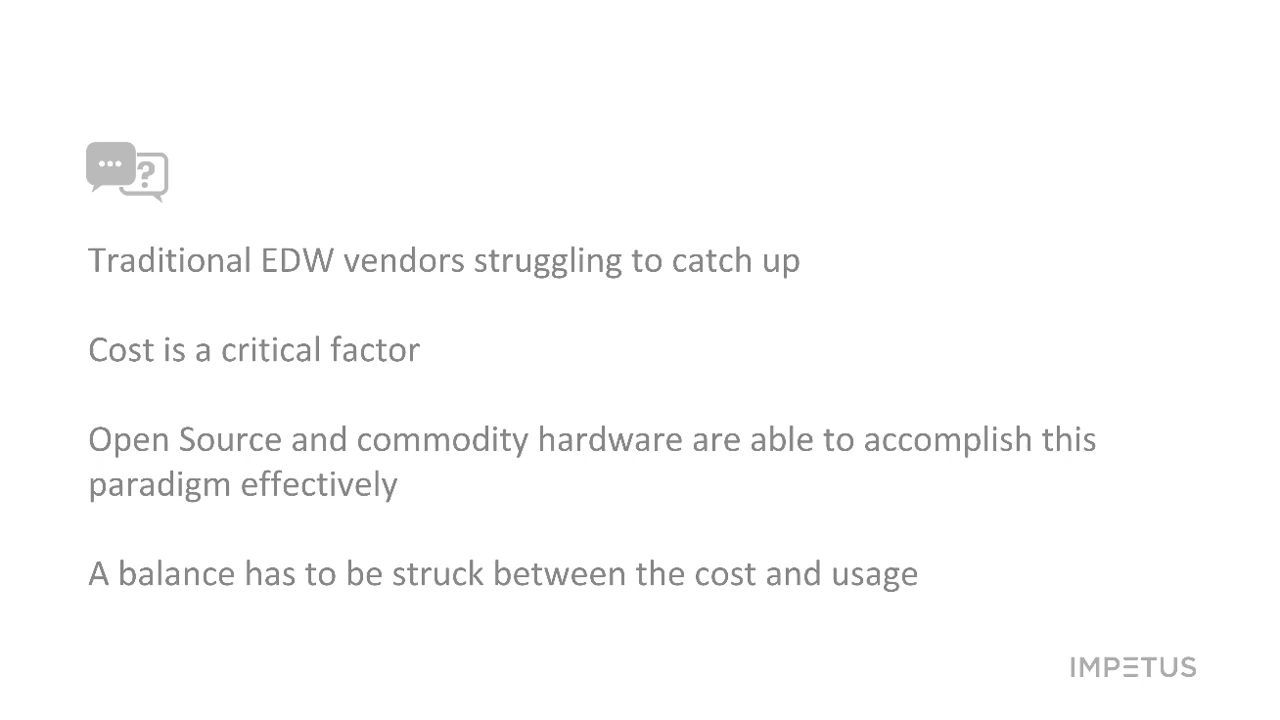 Traditional EDW vendors struggling to catch up
Cost is a critical factor
Open Source and commodity hardware are able to accomplish this
paradigm effectively
A balance has to be struck between the cost and usage
IMPETUS